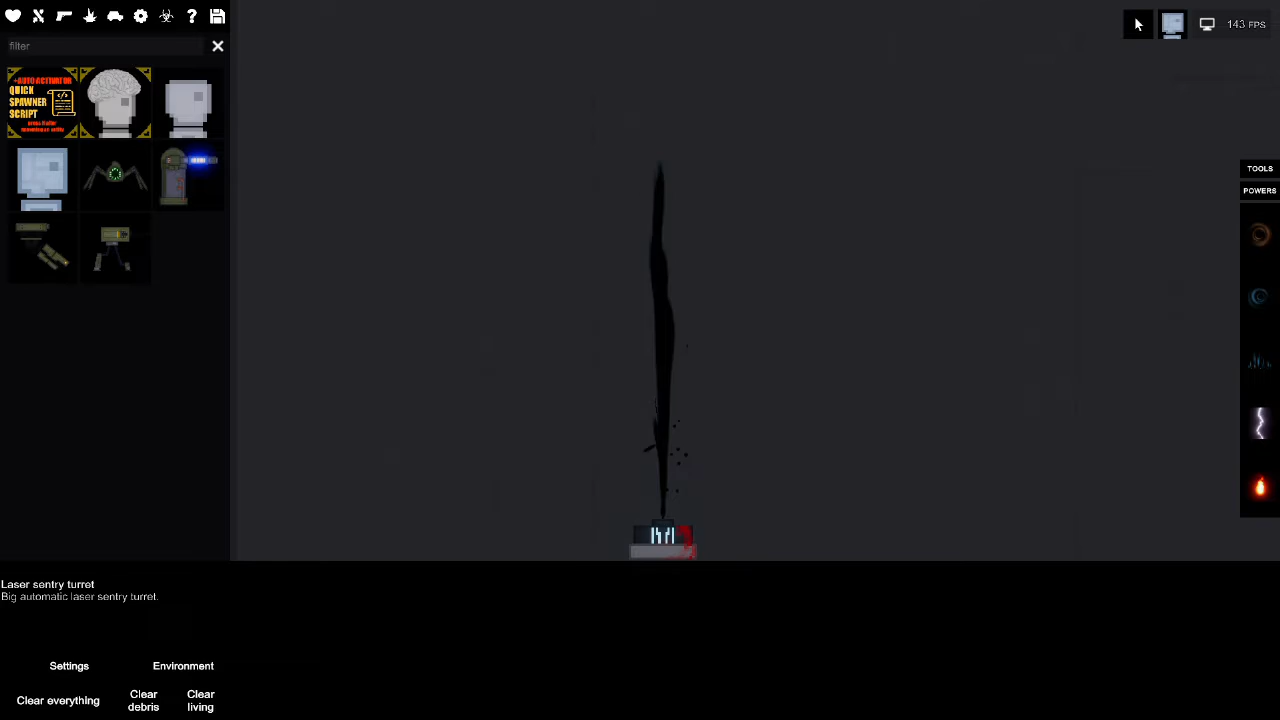 143 FPS
filter
+AUTO ACTIVATOR
QUICK
SPAWNER
SCRIPT
TOOLS
POWERS
Laser sentry turret
Big automatic laser sentry turret.
Settings
Environment
Clear everything
Clear
debris
Clear
living